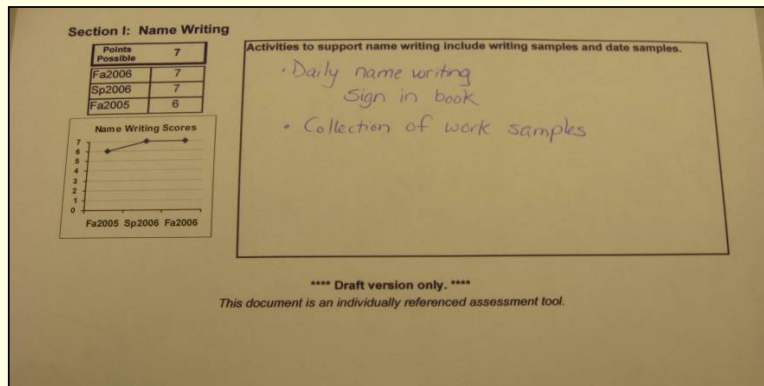 Section I: Name Writing
Points Possible 7
Fa2006 7
Sp2006 7
Fa2005 6
Name Writing Scores
7
6
5
4
3
2
1
0
Fa2005 Sp2006 Fa2006
Activities to support name writing include writing samples and date samples.
• Daily name writing
Sign in book
• Collection of work samples
**** Draft version only. ****
This document is an individually referenced assessment tool.